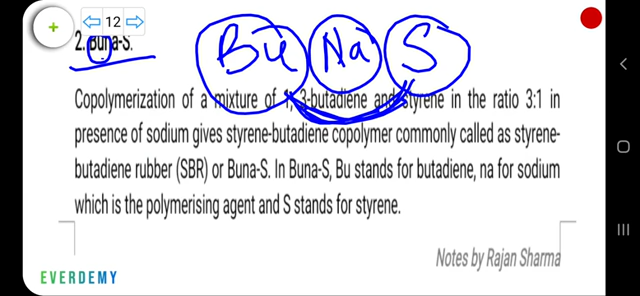 12
2. Buna-S.
Bu Na S
Copolymerization of a mixture of 1, 3-butadiene and styrene in the ratio 3:1 in
presence of sodium gives styrene-butadiene copolymer commonly called as styrene-
butadiene rubber (SBR) or Buna-S. In Buna-S, Bu stands for butadiene, na for sodium
which is the polymerising agent and S stands for styrene.
Notes by Rajan Sharma
EVERDEMY